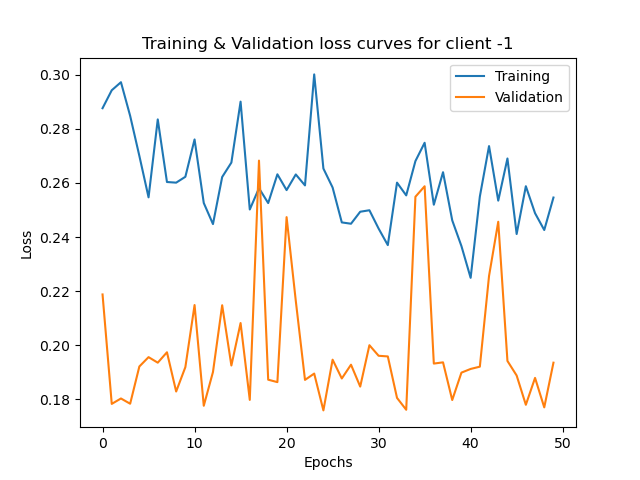 Training & Validation loss curves for client -1
Training
Validation
Loss
0.30
0.28
0.26
0.24
0.22
0.20
0.18
0 10 20 30 40 50
Epochs